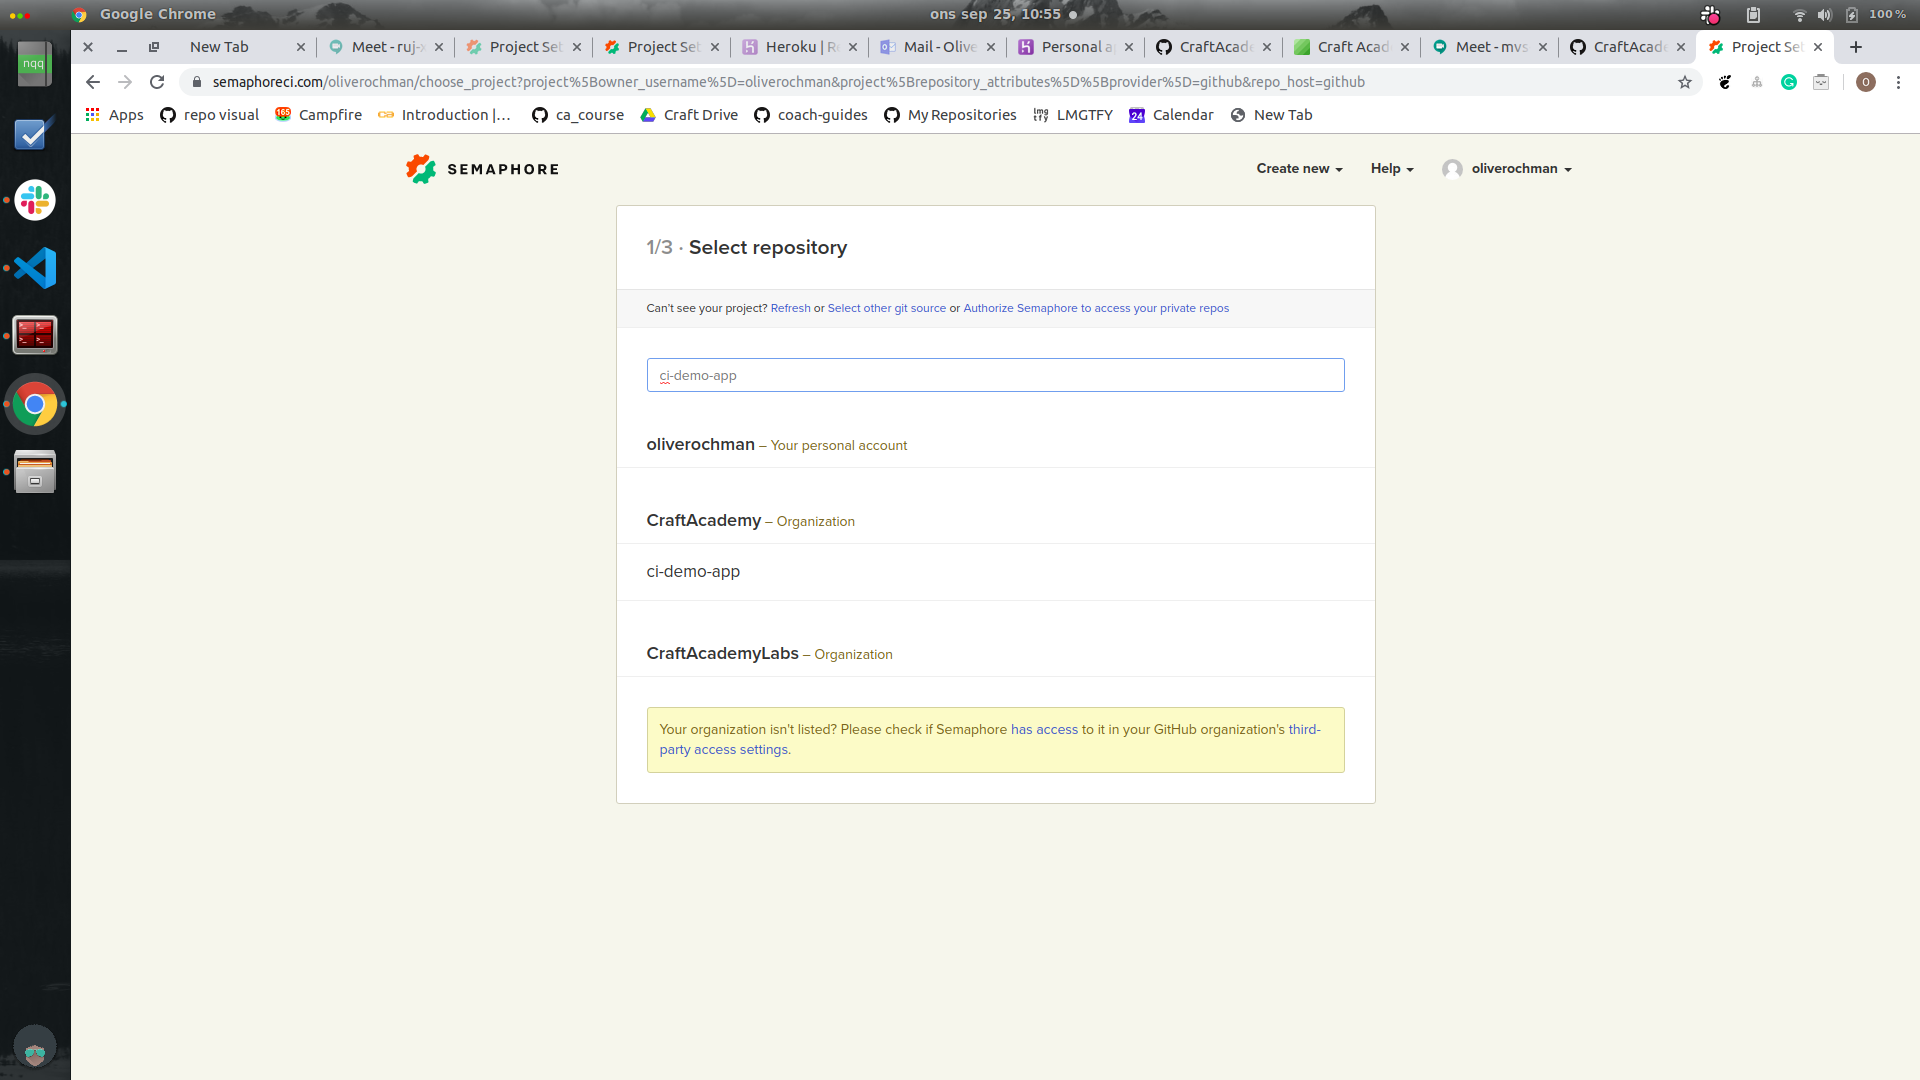 Google Chrome
ons sep 25, 10:55
100 %
nqq
New Tab
Meet - ruj-x
Project Set
Project Set
Heroku | Re
Mail - Olive
Personal ap
CraftAcade
Craft Acad
Meet - mvs
CraftAcade
Project Set
semaphoreci.com/oliverochman/choose_project?project%5Bowner_username%5D=oliverochman&project%5Brepository_attributes%5D%5Bprovider%5D=github&repo_host=github
O
Apps
repo visual
Campfire
Introduction |...
ca_course
Craft Drive
coach-guides
My Repositories
LMGTFY
Calendar
New Tab
SEMAPHORE
Create new
Help
oliverochman
1/3 · Select repository
Can't see your project? Refresh or Select other git source or Authorize Semaphore to access your private repos
ci-demo-app
oliverochman – Your personal account
CraftAcademy – Organization
ci-demo-app
CraftAcademyLabs – Organization
Your organization isn't listed? Please check if Semaphore has access to it in your GitHub organization's third-
party access settings.